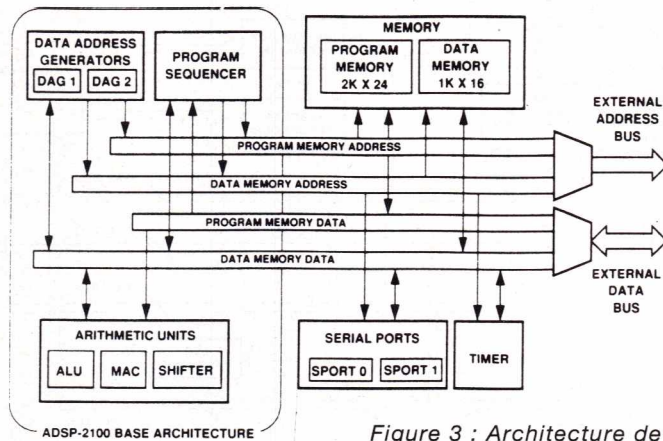 MEMORY
DATA ADDRESS
GENERATORS
DAG 1
DAG 2
PROGRAM
SEQUENCER
PROGRAM
MEMORY
2K X 24
DATA
MEMORY
1K X 16
EXTERNAL
ADDRESS
BUS
PROGRAM MEMORY ADDRESS
DATA MEMORY ADDRESS
PROGRAM MEMORY DATA
DATA MEMORY DATA
EXTERNAL
DATA
BUS
ARITHMETIC UNITS
ALU
MAC
SHIFTER
SERIAL PORTS
SPORT 0
SPORT 1
TIMER
ADSP-2100 BASE ARCHITECTURE
Figure 3 : Architecture de